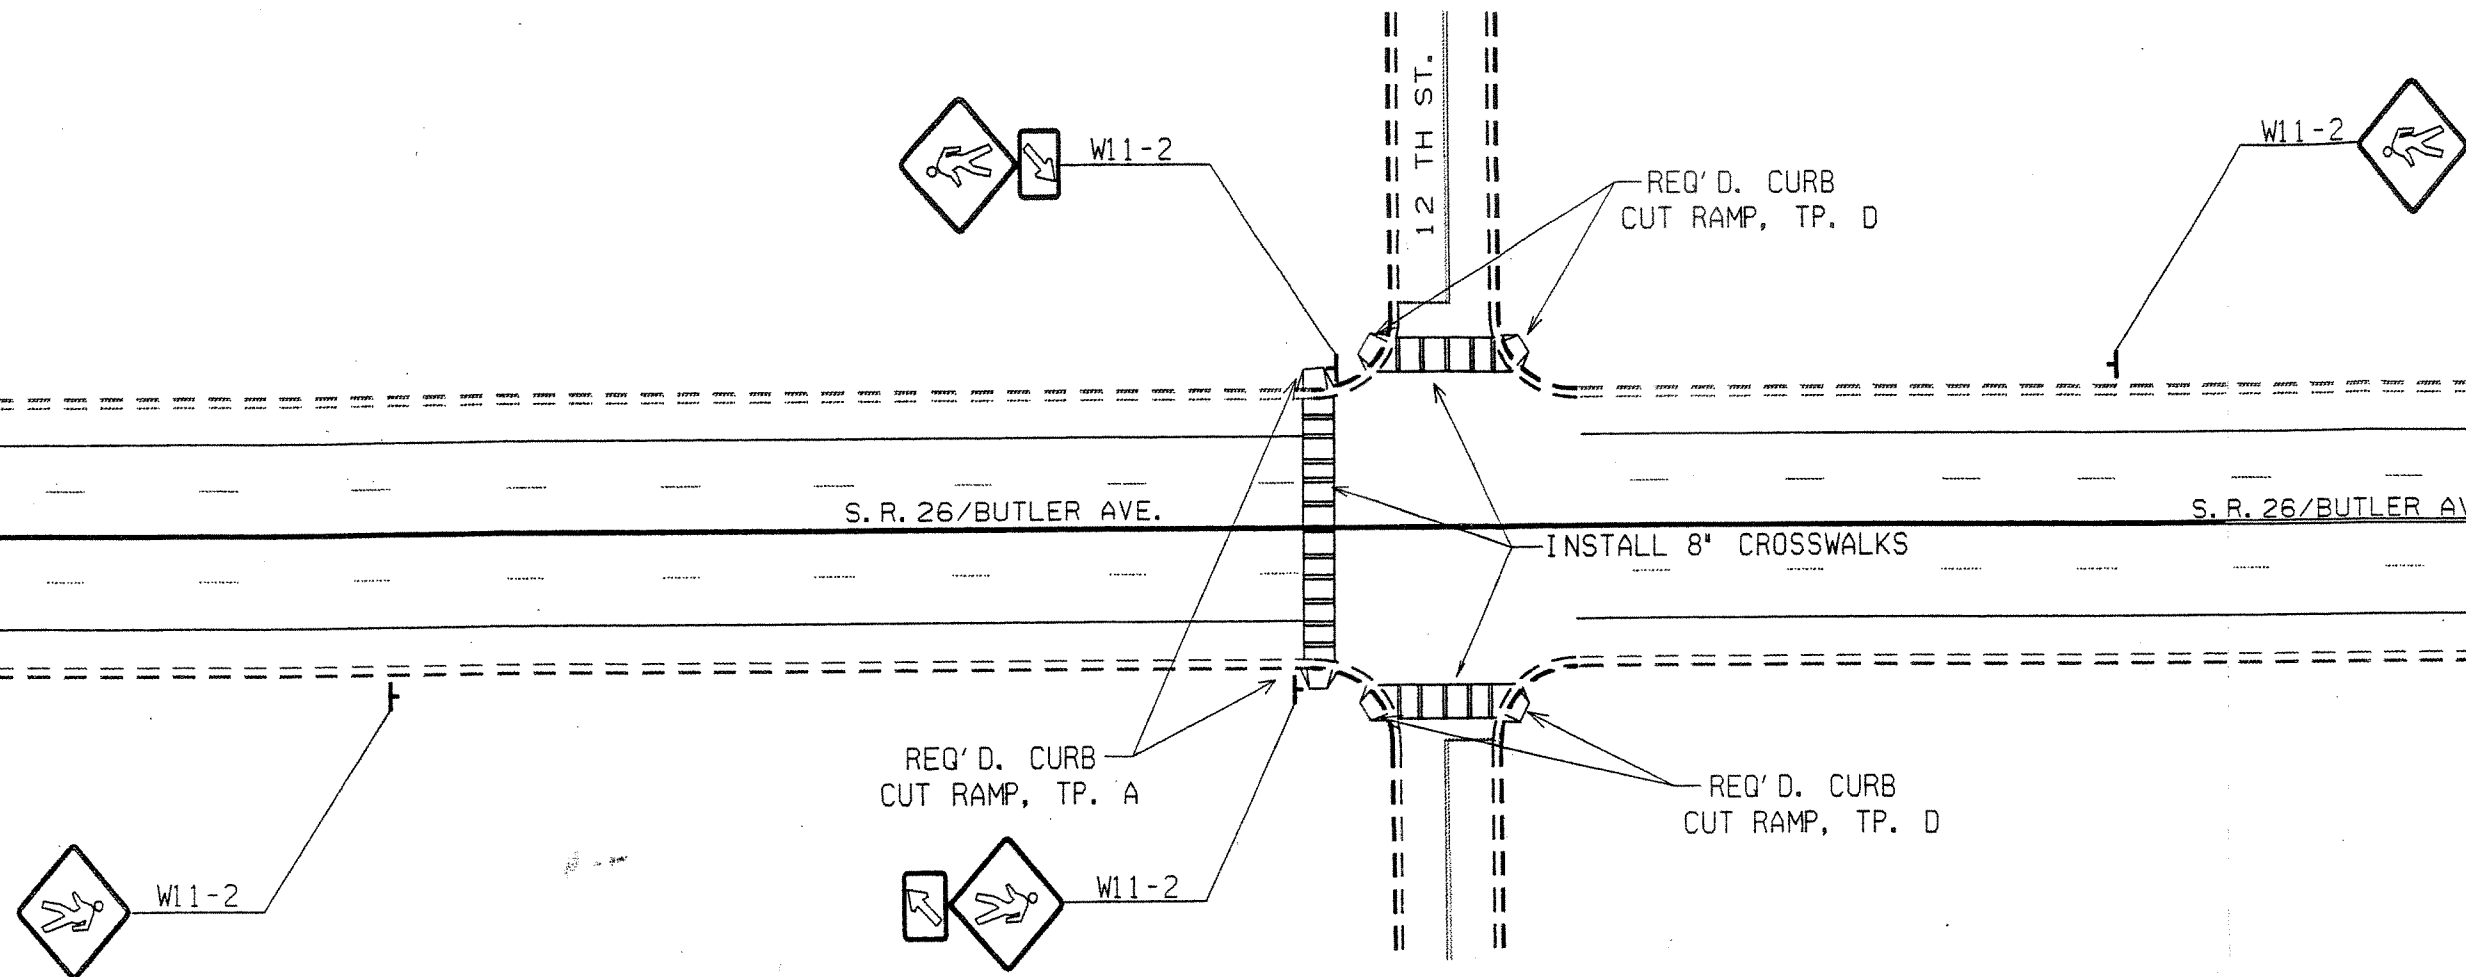 12 TH ST.
W11-2
W11-2
REQ'D. CURB
CUT RAMP, TP. D
S.R.26/BUTLER AVE.
S.R.26/BUTLER AV
INSTALL 8" CROSSWALKS
REQ'D. CURB
CUT RAMP, TP. A
REQ'D. CURB
CUT RAMP, TP. D
W11-2
W11-2